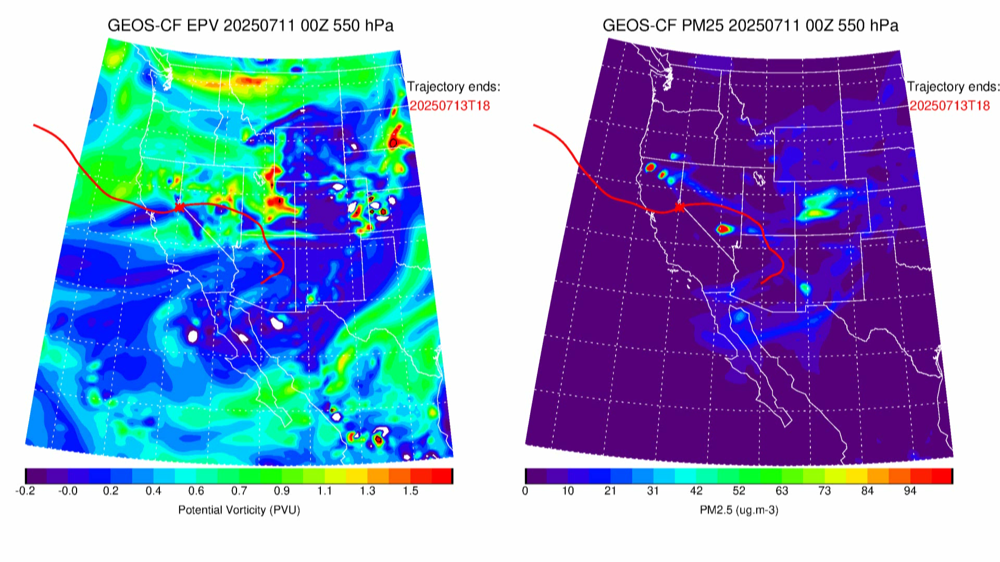 GEOS-CF EPV 20250711 00Z 550 hPa
Trajectory ends:
20250713T18
-0.2 -0.0 0.2 0.4 0.6 0.7 0.9 1.1 1.3 1.5
Potential Vorticity (PVU)
GEOS-CF PM25 20250711 00Z 550 hPa
Trajectory ends:
20250713T18
0 10 21 31 42 52 63 73 84 94
PM2.5 (ug.m-3)